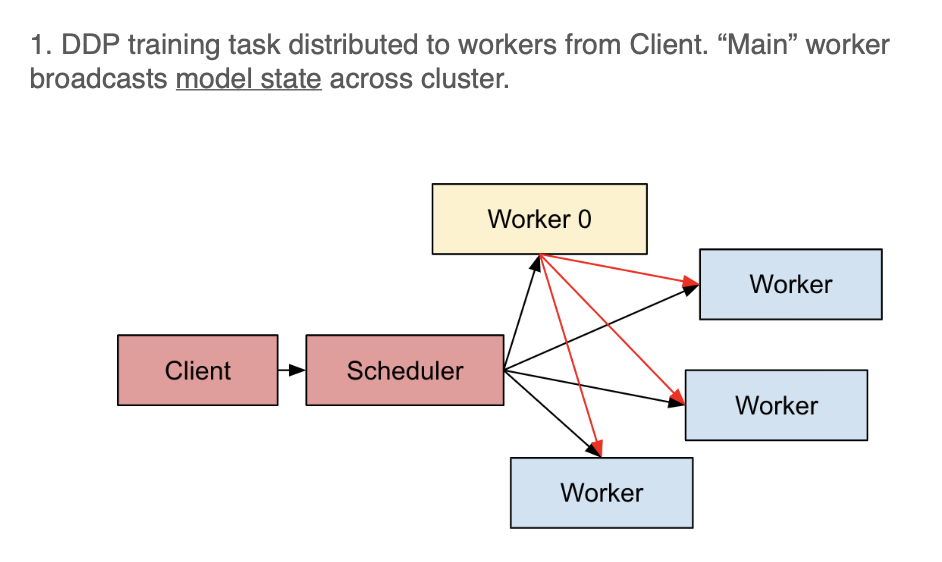 1. DDP training task distributed to workers from Client. “Main” worker
broadcasts model state across cluster.
Worker 0
Worker
Client
Scheduler
Worker
Worker